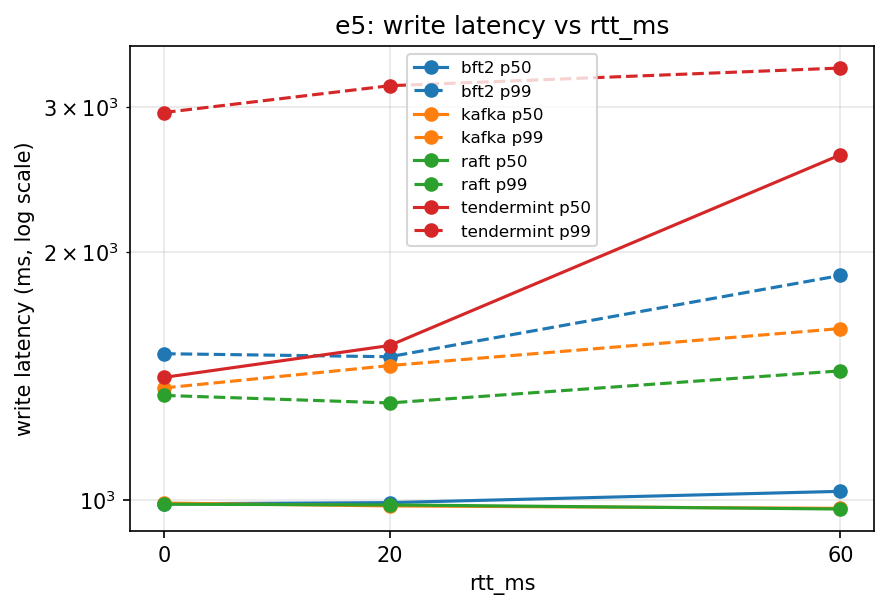 e5: write latency vs rtt_ms
bft2 p50
bft2 p99
kafka p50
kafka p99
raft p50
raft p99
tendermint p50
tendermint p99
write latency (ms, log scale)
3 × 10³
2 × 10³
10³
0
20
60
rtt_ms